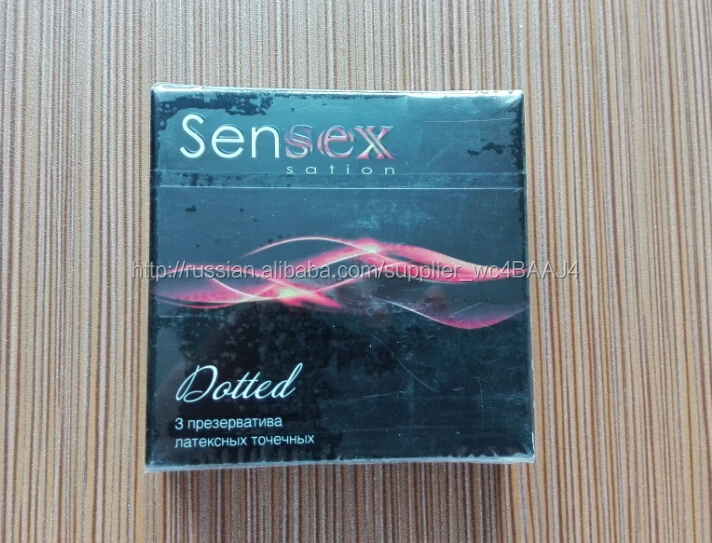 Sensex
sation
http://russian.alibaba.com/supplier_wc4BAAJ4
Dotted
3 презерватива
латексных точечных